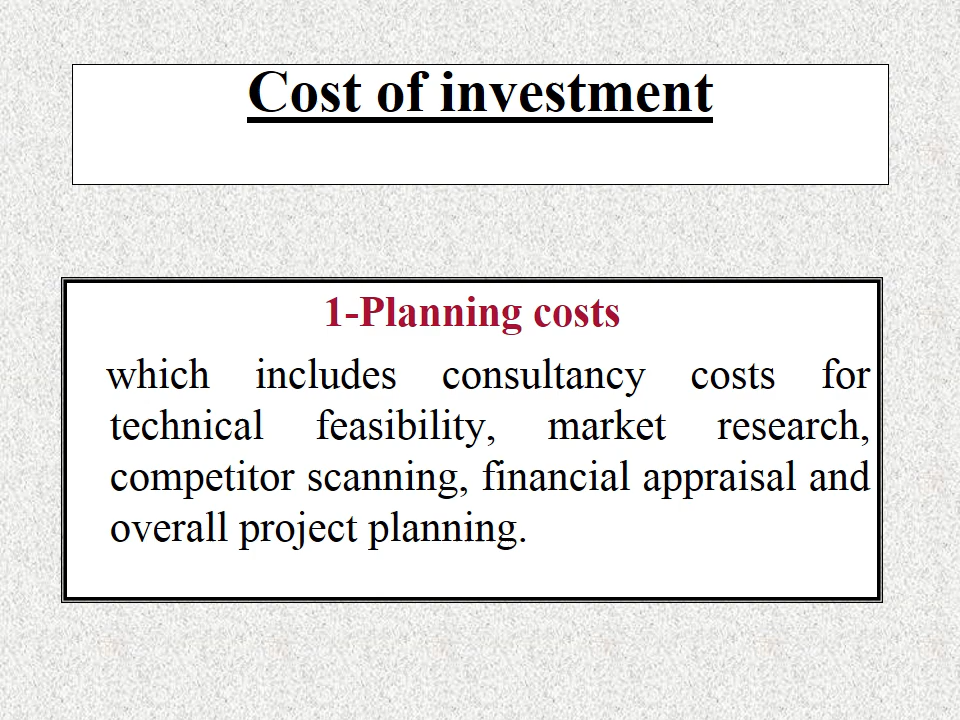 Cost of investment
1-Planning costs
which includes consultancy costs for
technical feasibility, market research,
competitor scanning, financial appraisal and
overall project planning.